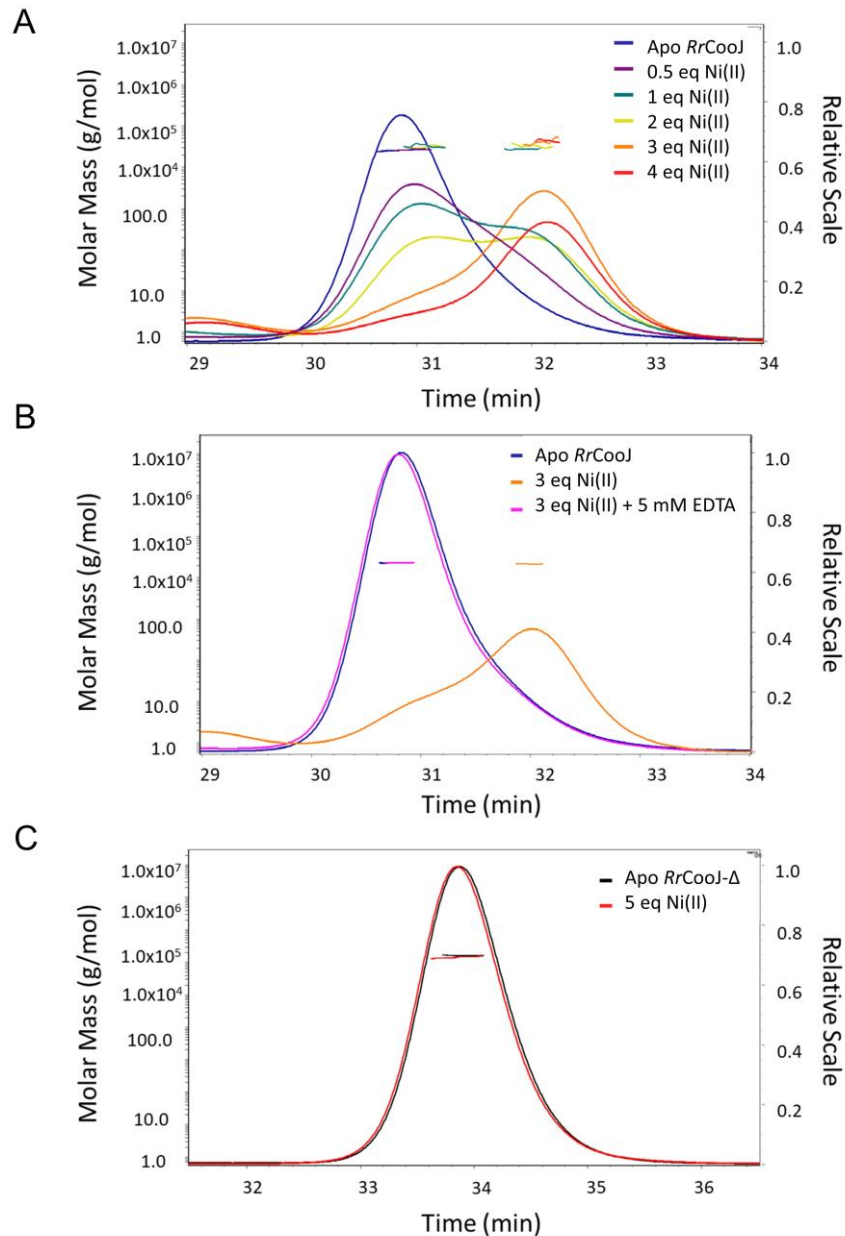 A
Molar Mass (g/mol)
1.0x10⁷
1.0x10⁶
1.0x10⁵
1.0x10⁴
100.0
10.0
1.0
Apo RrCooJ
0.5 eq Ni(II)
1 eq Ni(II)
2 eq Ni(II)
3 eq Ni(II)
4 eq Ni(II)
1.0
0.8
0.6
0.4
0.2
Relative Scale
29 30 31 32 33 34
Time (min)
B
Molar Mass (g/mol)
1.0x10⁷
1.0x10⁶
1.0x10⁵
1.0x10⁴
100.0
10.0
1.0
Apo RrCooJ
3 eq Ni(II)
3 eq Ni(II) + 5 mM EDTA
1.0
0.8
0.6
0.4
0.2
Relative Scale
29 30 31 32 33 34
Time (min)
C
Molar Mass (g/mol)
1.0x10⁷
1.0x10⁶
1.0x10⁵
1.0x10⁴
100.0
10.0
1.0
Apo RrCooJ-Δ
5 eq Ni(II)
1.0
0.8
0.6
0.4
0.2
Relative Scale
32 33 34 35 36
Time (min)